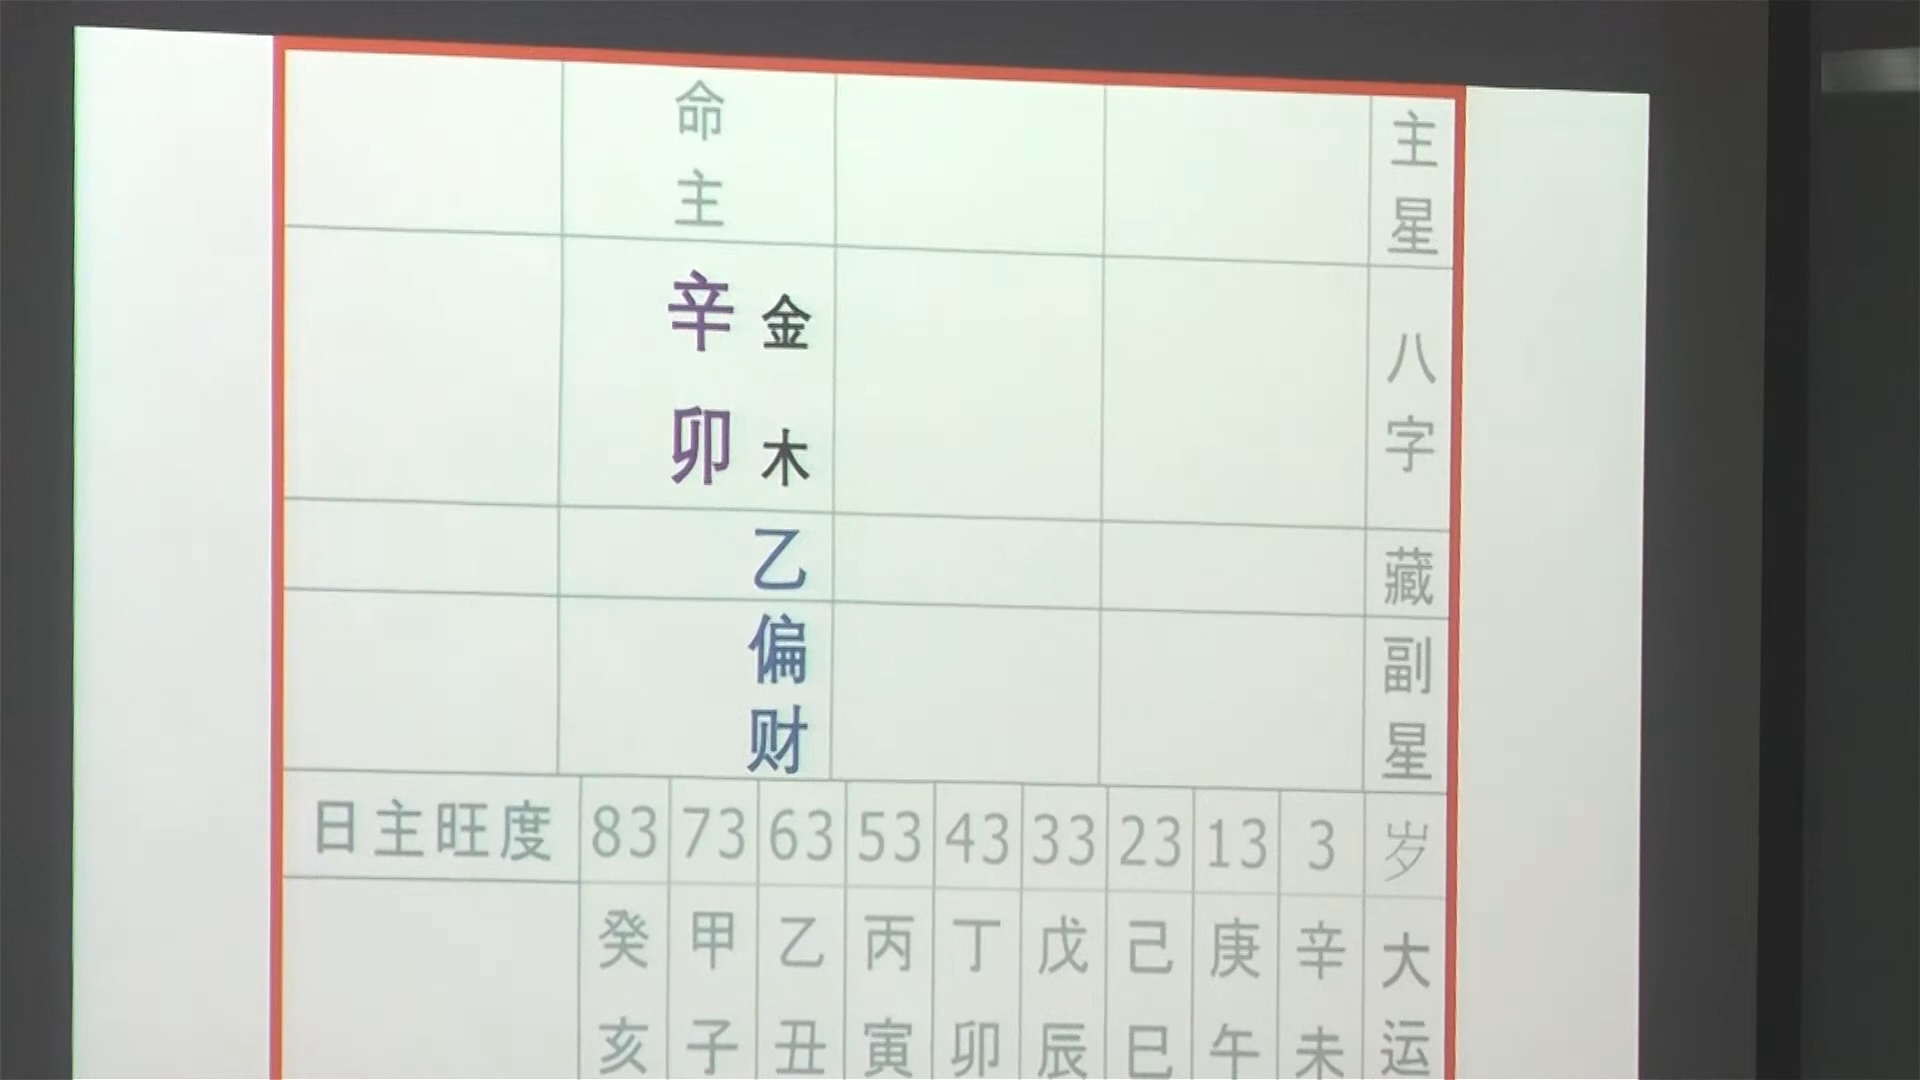 命主 主星
辛 金 八字
卯 木
乙 藏
偏财 副星
日主旺度 83 73 63 53 43 33 23 13 3 岁
癸 甲 乙 丙 丁 戊 己 庚 辛 大
亥 子 丑 寅 卯 辰 巳 午 未 运